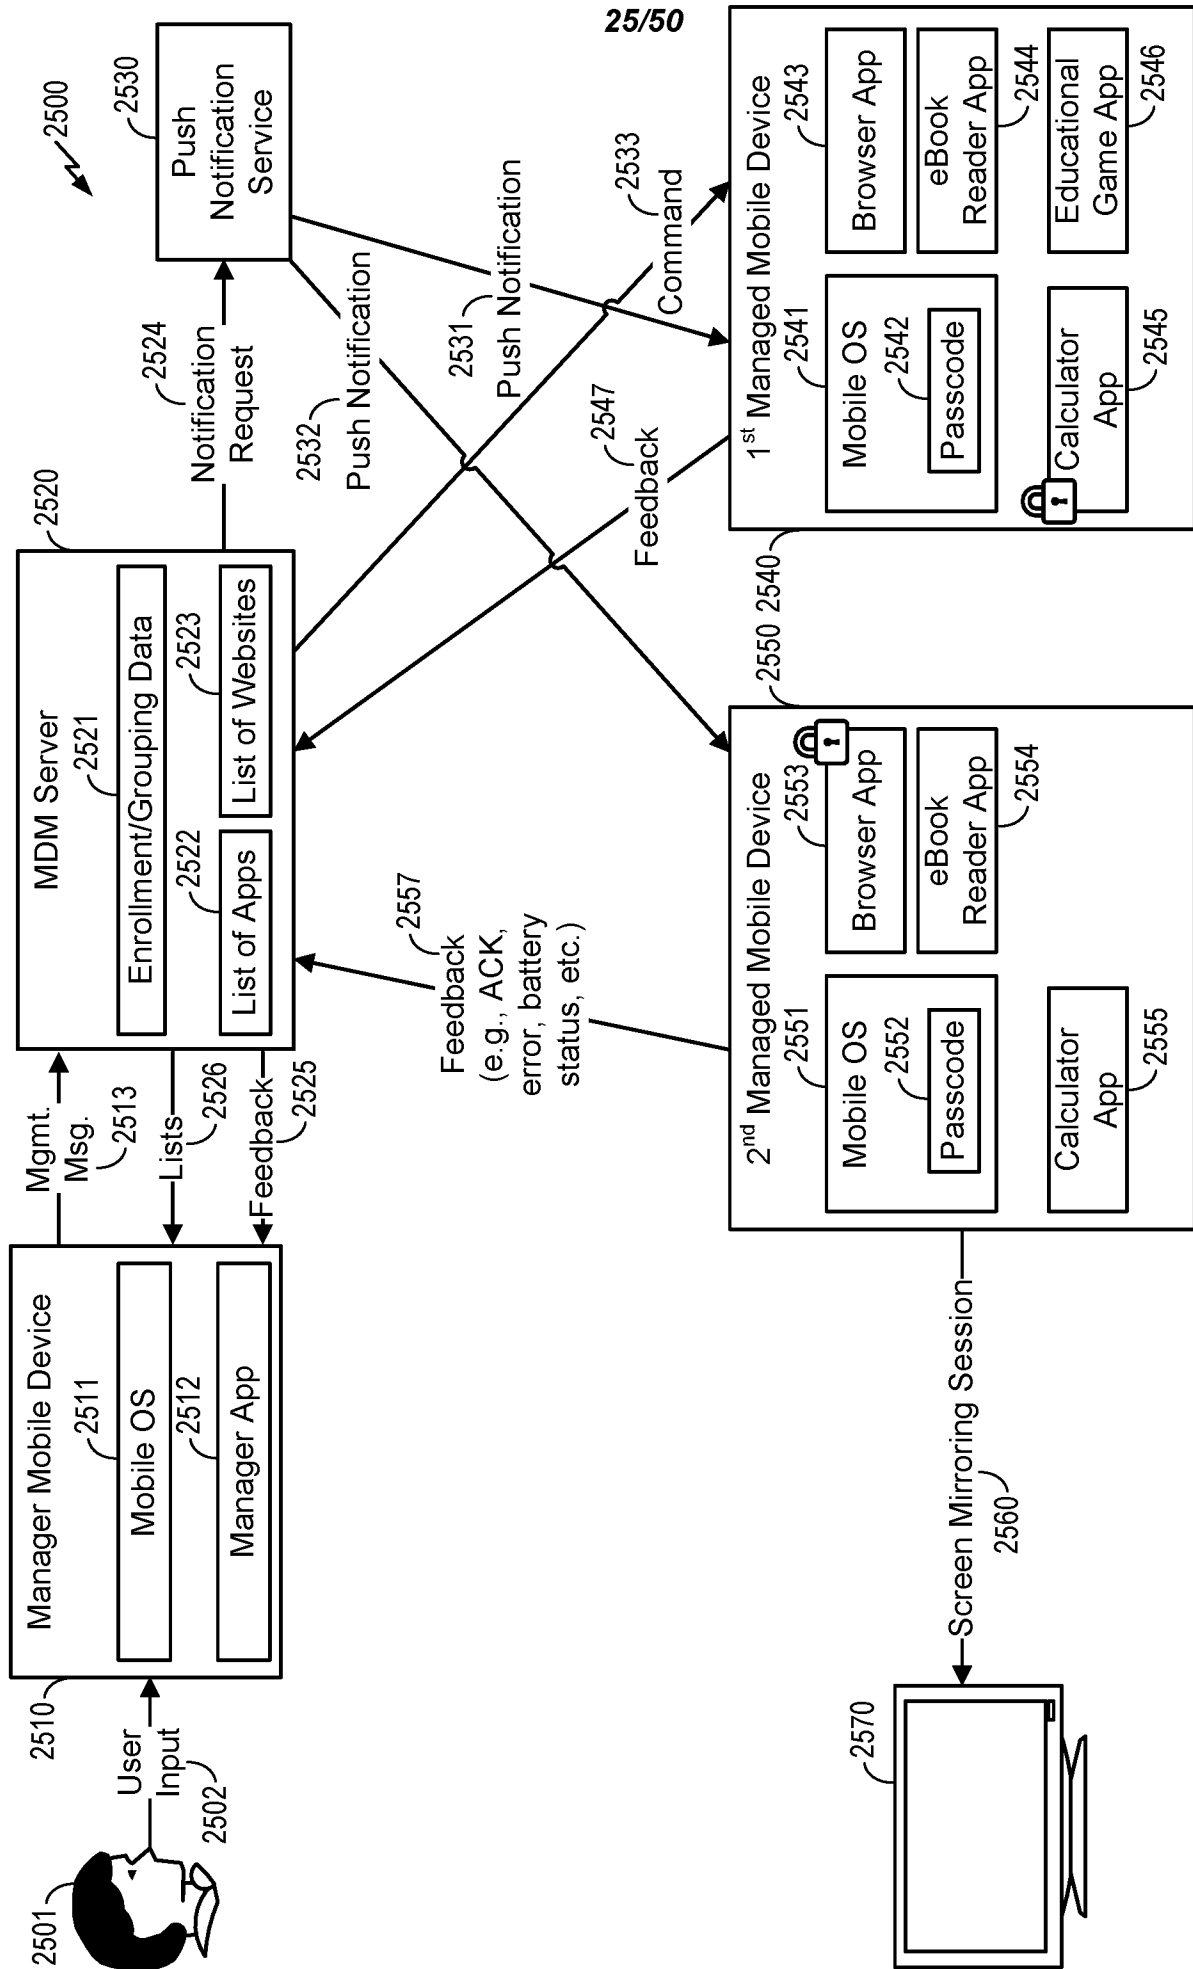 25/50
2500
2501
User
Input
2502
2510
Manager Mobile Device
2511
Mobile OS
2512
Manager App
Mgmt.
Msg.
2513
Lists
2526
Feedback
2525
2520
MDM Server
2521
Enrollment/Grouping Data
2522
List of Apps
2523
List of Websites
2524
Notification
Request
2530
Push
Notification
Service
2532
Push Notification
2531
Push Notification
2533
Command
2547
Feedback
2557
Feedback
(e.g., ACK,
error, battery
status, etc.)
2550
2nd Managed Mobile Device
2551
Mobile OS
2552
Passcode
2553
Browser App
eBook
Reader App
2554
Calculator
App
2555
2540
1st Managed Mobile Device
2541
Mobile OS
2542
Passcode
2543
Browser App
eBook
Reader App
2544
Calculator
App
2545
Educational
Game App
2546
Screen Mirroring Session
2560
2570